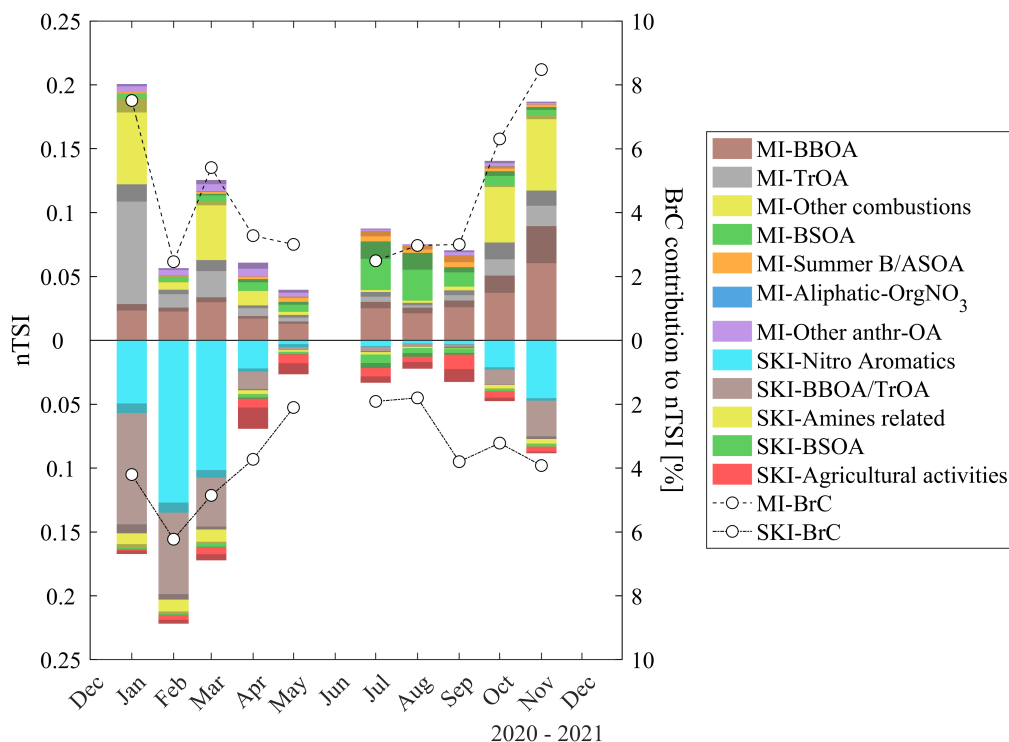 0.25
0.2
0.15
0.1
0.05
0
0.05
0.1
0.15
0.2
0.25
nTSI
10
8
6
4
2
0
2
4
6
8
10
BrC contribution to nTSI [%]
Dec
Jan
Feb
Mar
Apr
May
Jun
Jul
Aug
Sep
Oct
Nov
Dec
2020 - 2021
MI-BBOA
MI-TrOA
MI-Other combustions
MI-BSOA
MI-Summer B/ASOA
MI-Aliphatic-OrgNO₃
MI-Other anthr-OA
SKI-Nitro Aromatics
SKI-BBOA/TrOA
SKI-Amines related
SKI-BSOA
SKI-Agricultural activities
MI-BrC
SKI-BrC